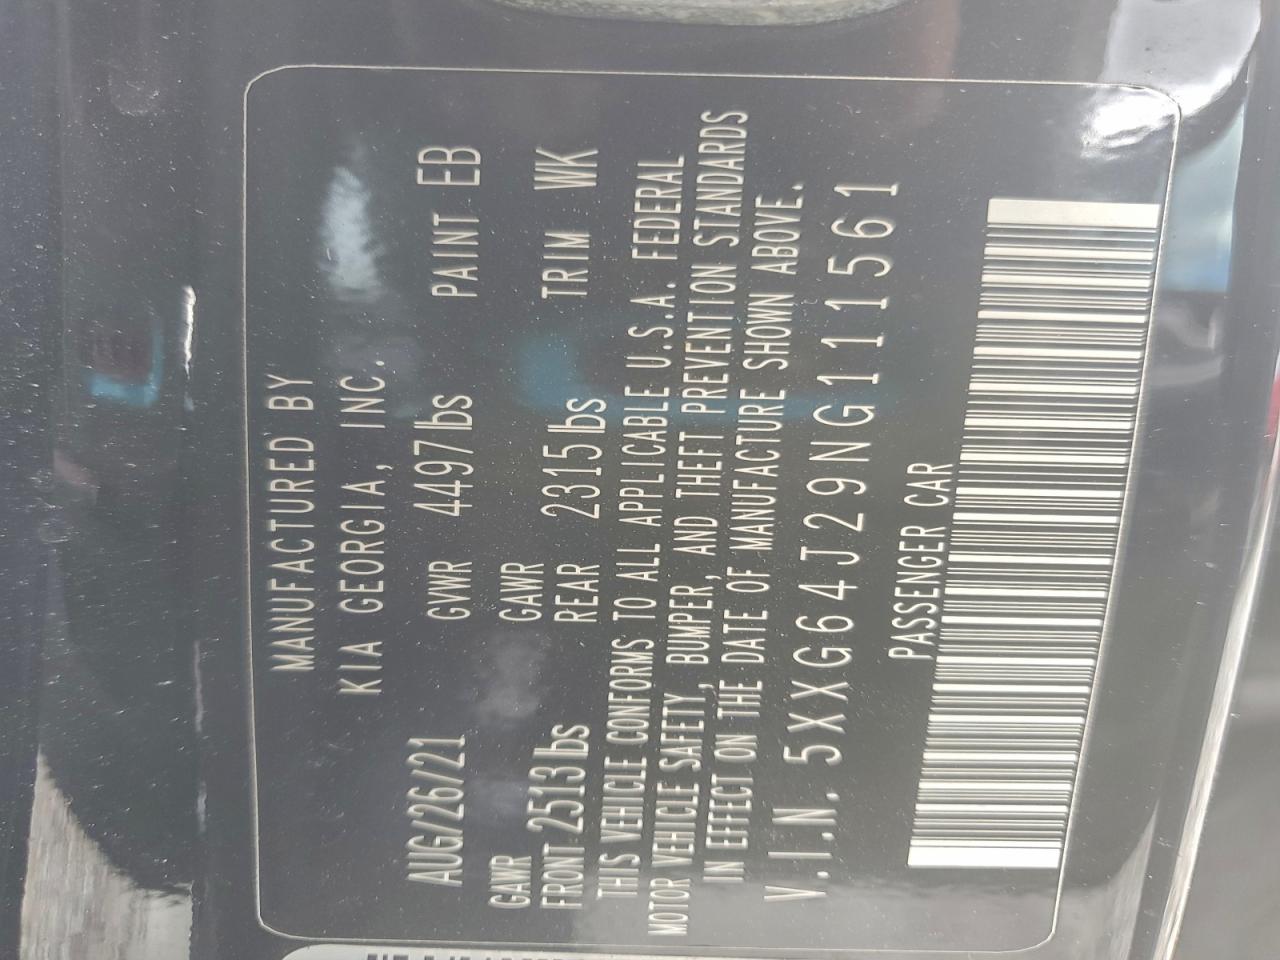 MANUFACTURED BY
KIA GEORGIA, INC.
AUG/26/21 GVWR 4497lbs PAINT EB
GAWR GAWR
FRONT 2513lbs REAR 2315lbs TRIM WK
THIS VEHICLE CONFORMS TO ALL APPLICABLE U.S.A. FEDERAL
MOTOR VEHICLE SAFETY, BUMPER, AND THEFT PREVENTION STANDARDS
IN EFFECT ON THE DATE OF MANUFACTURE SHOWN ABOVE.
V.I.N. 5XXG64J29NG111561
PASSENGER CAR